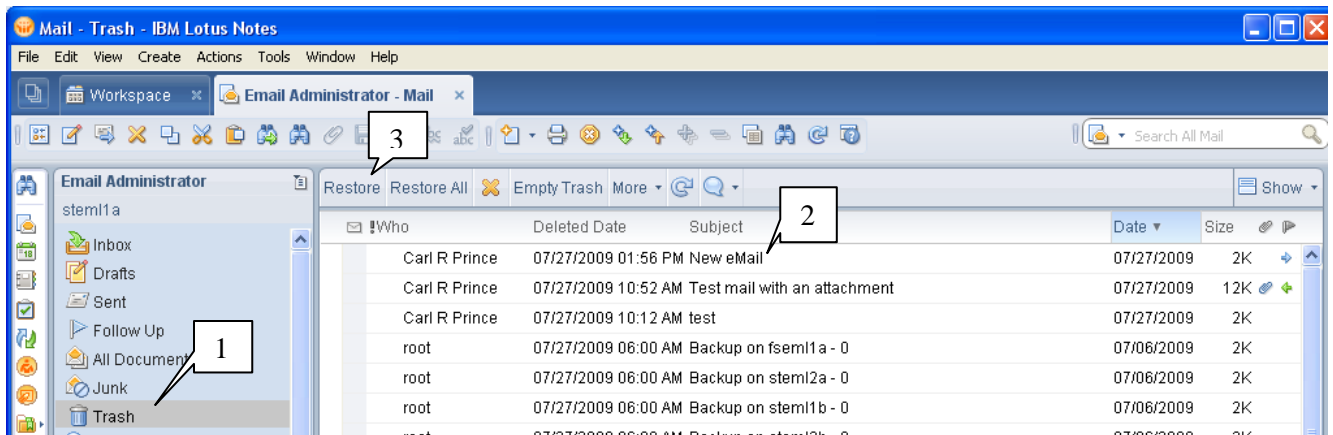 Mail - Trash - IBM Lotus Notes
File Edit View Create Actions Tools Window Help
Workspace Email Administrator - Mail
3
Search All Mail
Email Administrator
steml1a
Restore Restore All Empty Trash More Show
2
!Who Deleted Date Subject Date Size
Inbox
Drafts
Sent
Follow Up
All Document
1
Junk
Trash
Carl R Prince 07/27/2009 01:56 PM New eMail 07/27/2009 2K
Carl R Prince 07/27/2009 10:52 AM Test mail with an attachment 07/27/2009 12K
Carl R Prince 07/27/2009 10:12 AM test 07/27/2009 2K
root 07/27/2009 06:00 AM Backup on fseml1a - 0 07/06/2009 2K
root 07/27/2009 06:00 AM Backup on steml2a - 0 07/06/2009 2K
root 07/27/2009 06:00 AM Backup on steml1b - 0 07/06/2009 2K